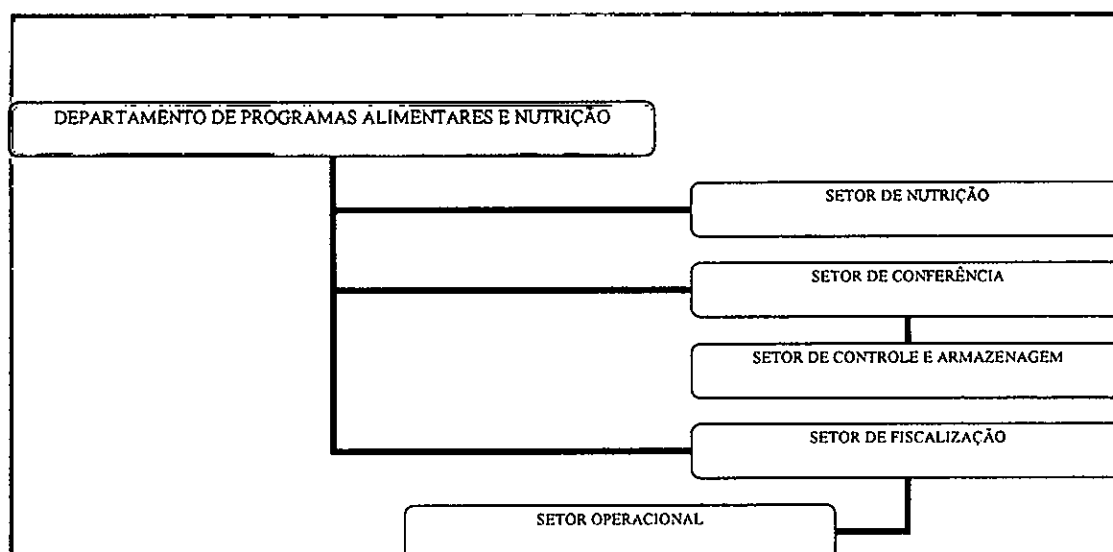 DEPARTAMENTO DE PROGRAMAS ALIMENTARES E NUTRIÇÃO
SETOR DE NUTRIÇÃO
SETOR DE CONFERÊNCIA
SETOR DE CONTROLE E ARMAZENAGEM
SETOR DE FISCALIZAÇÃO
SETOR OPERACIONAL